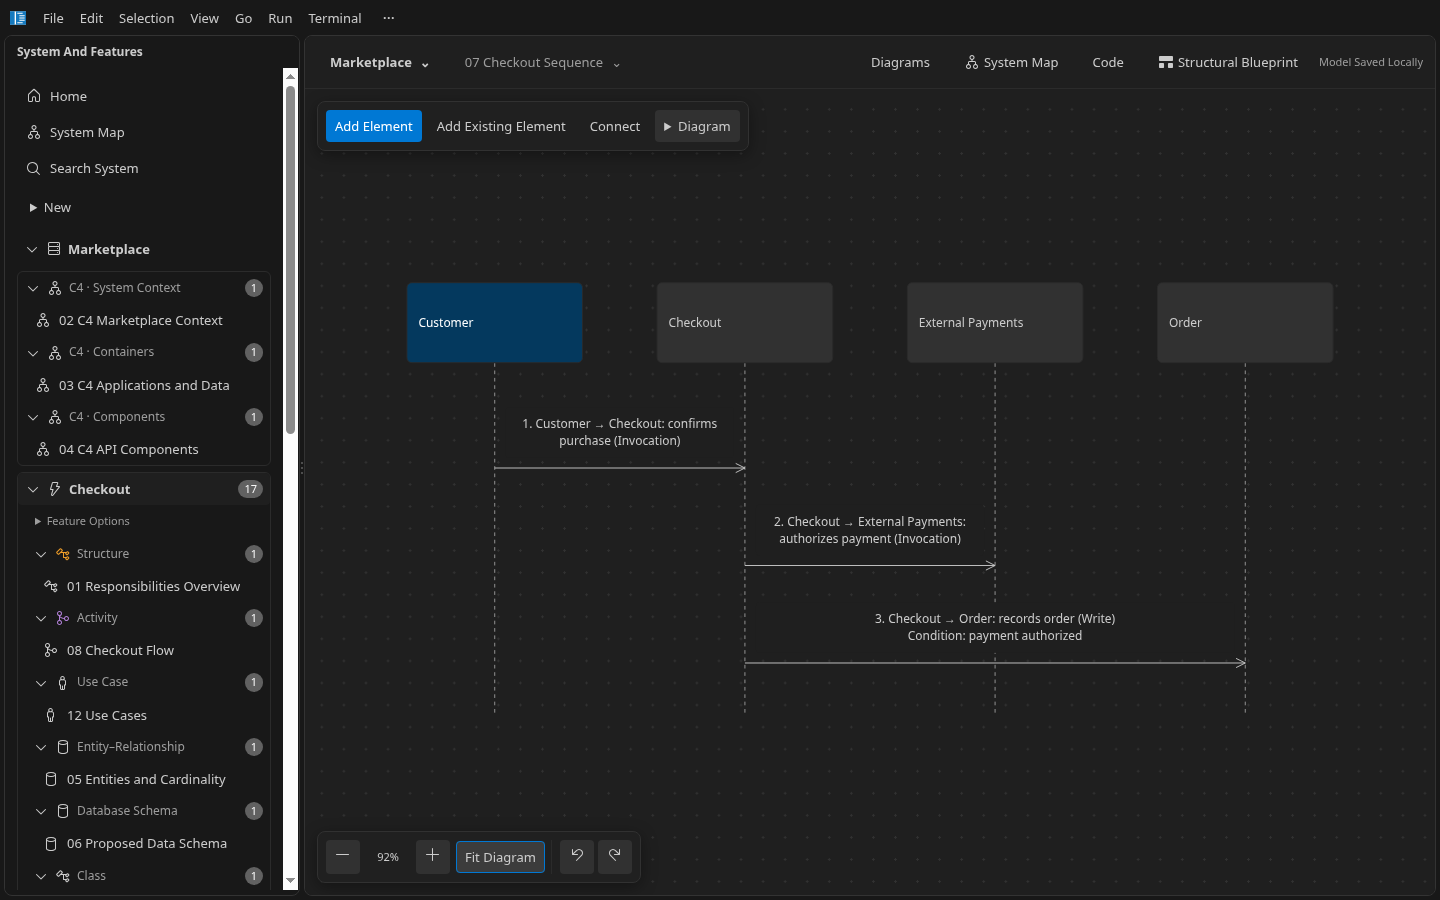 File Edit Selection View Go Run Terminal ···
System And Features
Home
System Map
Search System
New
Marketplace
C4 · System Context 1
02 C4 Marketplace Context
C4 · Containers 1
03 C4 Applications and Data
C4 · Components 1
04 C4 API Components
Checkout 17
Feature Options
Structure 1
01 Responsibilities Overview
Activity 1
08 Checkout Flow
Use Case 1
12 Use Cases
Entity–Relationship 1
05 Entities and Cardinality
Database Schema 1
06 Proposed Data Schema
Class 1
Marketplace 07 Checkout Sequence Diagrams System Map Code Structural Blueprint Model Saved Locally
Add Element Add Existing Element Connect Diagram
Customer Checkout External Payments Order
1. Customer → Checkout: confirms
purchase (Invocation)
2. Checkout → External Payments:
authorizes payment (Invocation)
3. Checkout → Order: records order (Write)
Condition: payment authorized
92% Fit Diagram